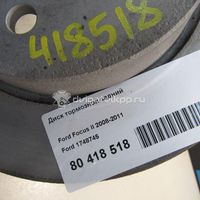 418518
Диск тормозной задний
Ford Focus II 2008-2011
Ford 1748745
80 418 518